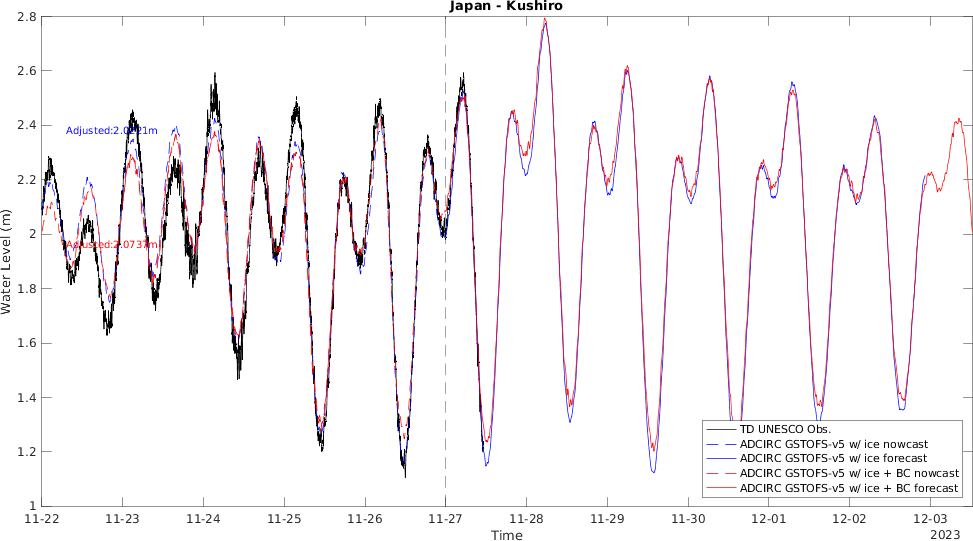 Japan - Kushiro
Water Level (m)
2.8
2.6
2.4
2.2
2
1.8
1.6
1.4
1.2
1
Adjusted:
Adjusted:
TD UNESCO Obs.
ADCIRC GSTOFS-v5 w/ ice nowcast
ADCIRC GSTOFS-v5 w/ ice forecast
ADCIRC GSTOFS-v5 w/ ice + BC nowcast
ADCIRC GSTOFS-v5 w/ ice + BC forecast
11-22 11-23 11-24 11-25 11-26 11-27 11-28 11-29 11-30 12-01 12-02 12-03
Time
2023